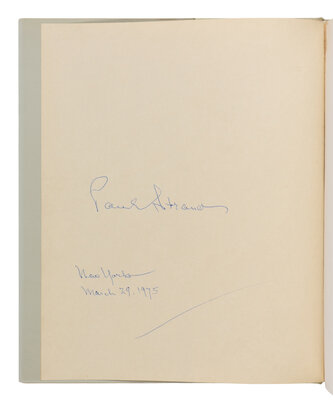 Paul Strand
New York
March 29. 1975